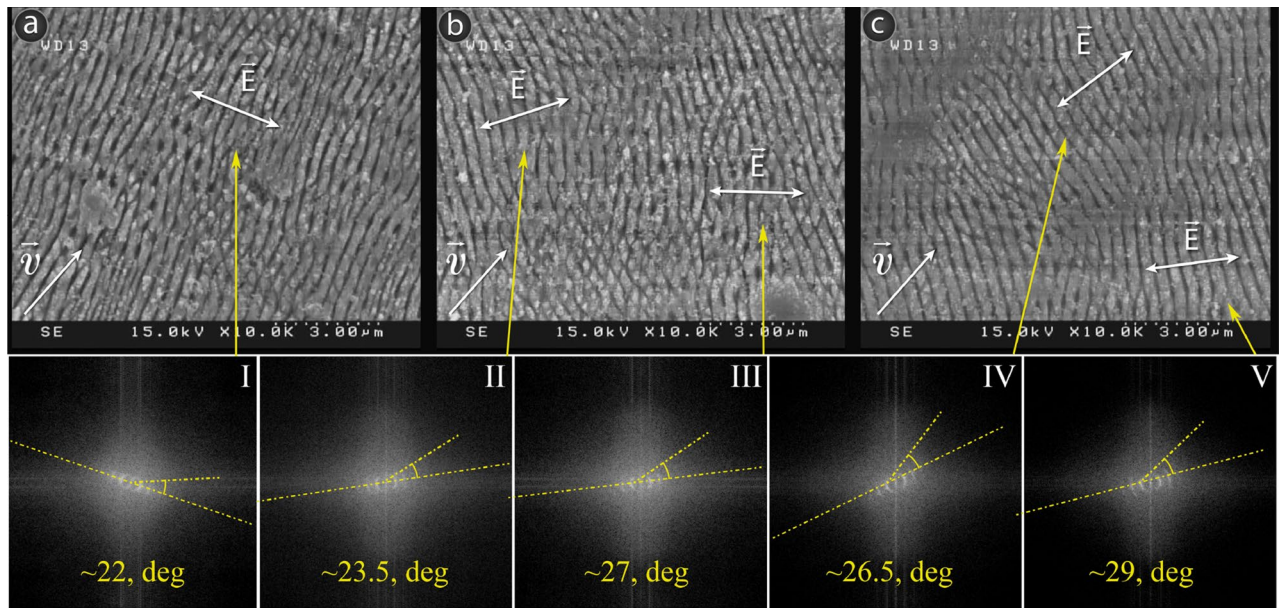 a
WD13
E
v
SE 15.0kV X10.0K 3.00μm
b
WD13
E
E
v
SE 15.0kV X10.0K 3.00μm
c
WD13
E
E
v
SE 15.0kV X10.0K 3.00μm
I
II
III
IV
V
~22, deg
~23.5, deg
~27, deg
~26.5, deg
~29, deg